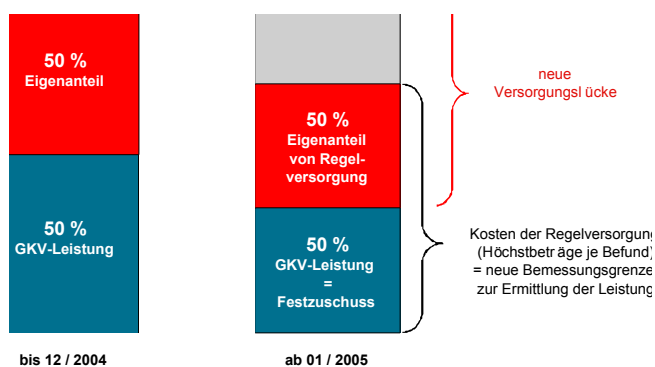 50 %
Eigenanteil
50 %
GKV-Leistung
bis 12 / 2004
50 %
Eigenanteil
von Regel-
versorgung
50 %
GKV-Leistung
=
Festzuschuss
ab 01 / 2005
neue
Versorgungsl ücke
Kosten der Regelversorgung
(Höchstbetr äge je Befund)
= neue Bemessungsgrenze
zur Ermittlung der Leistung